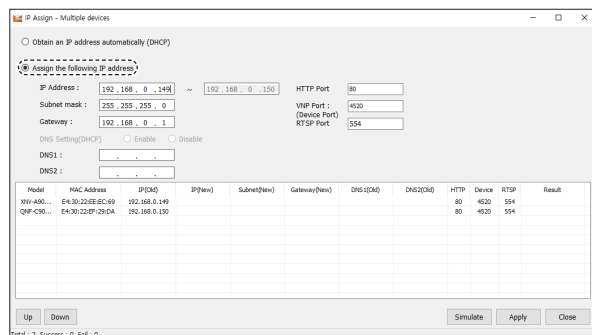 IP Assign - Multiple devices
Obtain an IP address automatically (DHCP)
Assign the following IP address
IP Address : 192 . 168 . 0 . 149 ~ 192 . 168 . 0 . 150 HTTP Port 80
Subnet mask : 255 . 255 . 255 . 0 VNP Port : 4520
(Device Port)
Gateway : 192 . 168 . 0 . 1 RTSP Port 554
DNS Setting(DHCP) Enable Disable
DNS1 : . . .
DNS2 : . . .
Model MAC Address IP(Old) IP(New) Subnet(New) Gateway(New) DNS1(Old) DNS2(Old) HTTP Device RTSP Result
XNV-A90... E4:30:22:EE:EC:69 192.168.0.149 80 4520 554
QNF-C90... E4:30:22:EF:29:DA 192.168.0.150 80 4520 554
Up Down Simulate Apply Close
Total : 2, Success : 0, Fail : 0